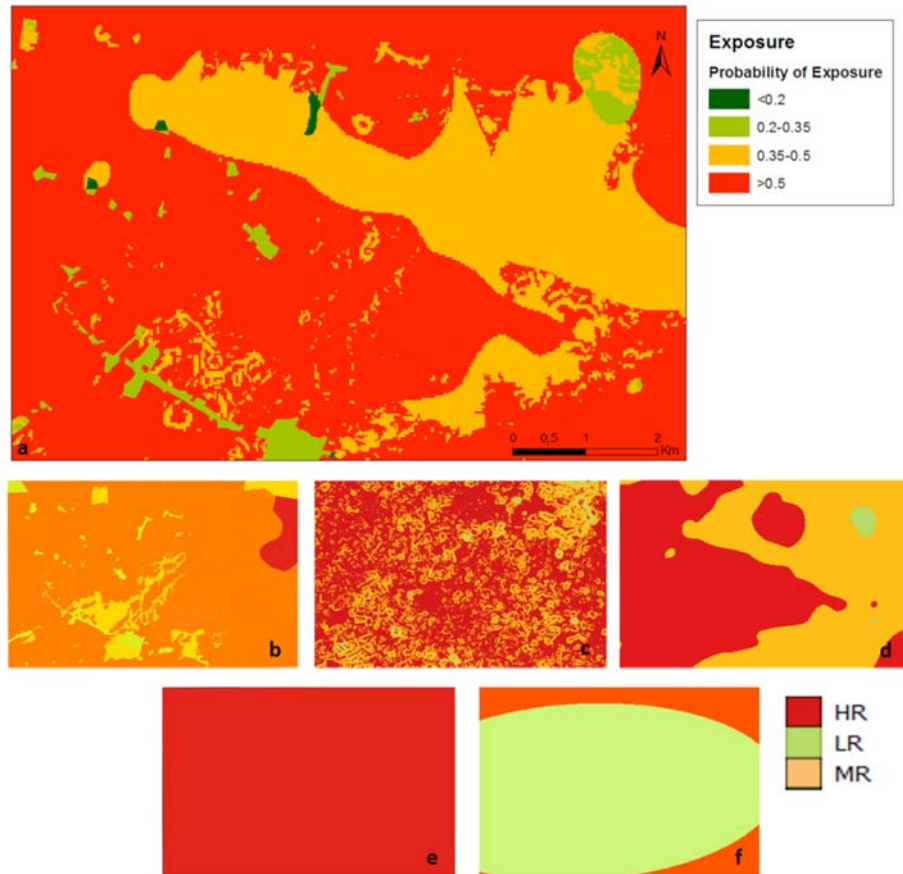 N
Exposure
Probability of Exposure
<0.2
0.2-0.35
0.35-0.5
>0.5
a
0 0,5 1 2
Km
b
c
d
HR
LR
MR
e
f